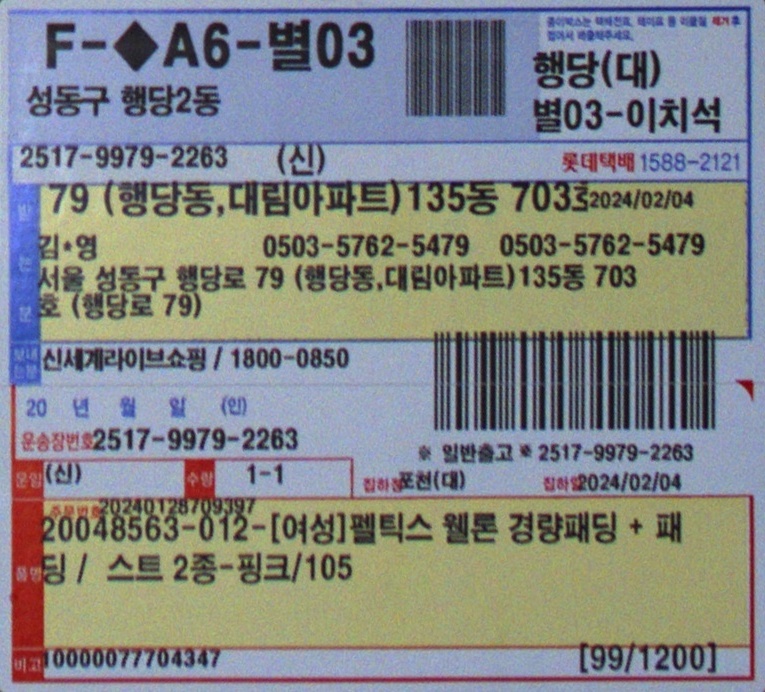 F-◆A6-별03
성동구 행당2동
종이박스는 택배전표, 테이프 등 이물질 제거 후
접어서 배출해주세요.
행당(대)
별03-이치석
2517-9979-2263 (신)
롯데택배 1588-2121
79 (행당동,대림아파트)135동 703 2024/02/04
받는분
김*영 0503-5762-5479 0503-5762-5479
서울 성동구 행당로 79 (행당동,대림아파트)135동 703
호 (행당로 79)
보내는분 신세계라이브쇼핑 / 1800-0850
20 년 월 일 (인)
운송장번호 2517-9979-2263
※ 일반출고 ※ 2517-9979-2263
운임 (신) 수량 1-1
집하점 포천(대) 집하일 2024/02/04
주문번호 20240128709397
품명 20048563-012-[여성]펠틱스 웰론 경량패딩 + 패
딩 / 스트 2종-핑크/105
비고 10000077704347 [99/1200]